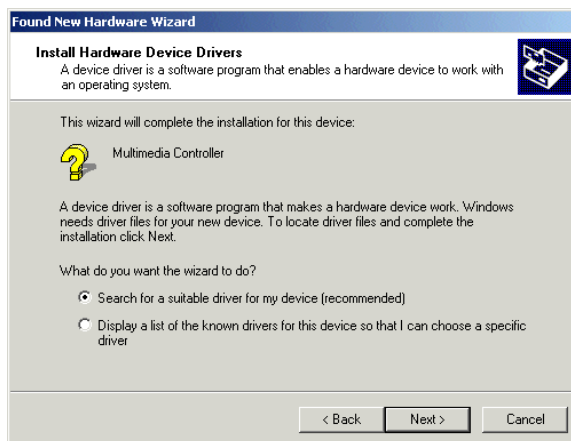 Found New Hardware Wizard
Install Hardware Device Drivers
A device driver is a software program that enables a hardware device to work with
an operating system.
This wizard will complete the installation for this device:
Multimedia Controller
A device driver is a software program that makes a hardware device work. Windows
needs driver files for your new device. To locate driver files and complete the
installation click Next.
What do you want the wizard to do?
Search for a suitable driver for my device (recommended)
Display a list of the known drivers for this device so that I can choose a specific
driver
< Back Next > Cancel